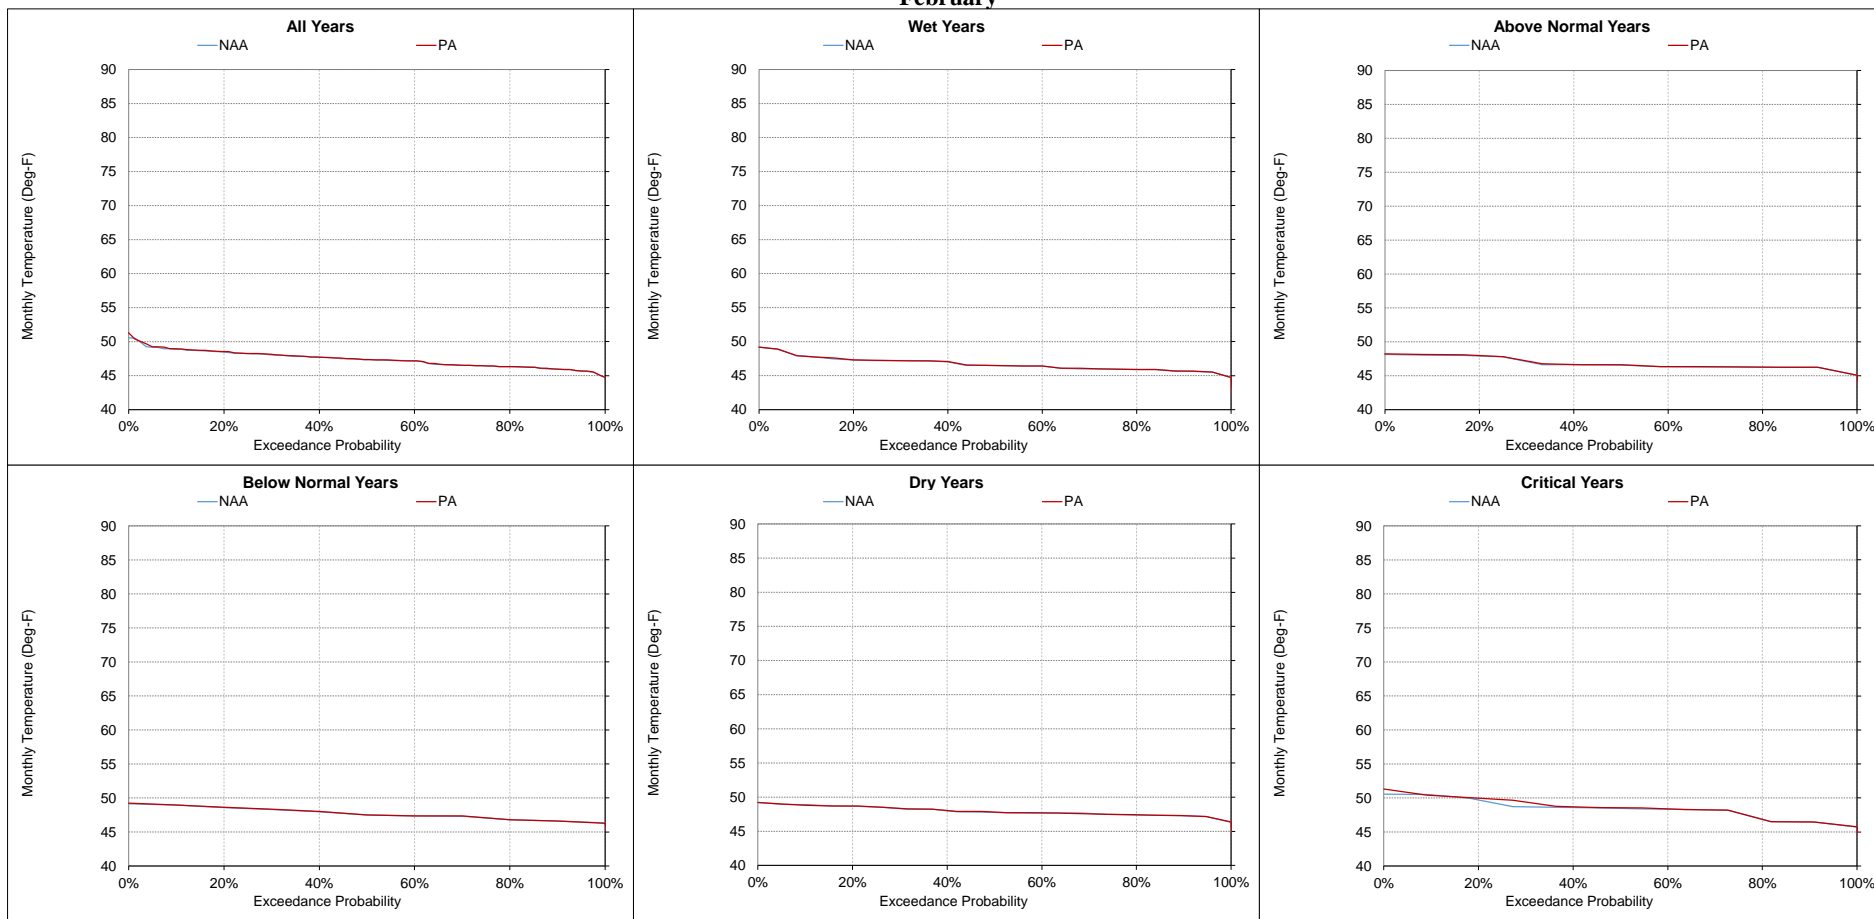 February
All Years
NAA PA
90
85
80
75
70
65
60
55
50
45
40
Monthly Temperature (Deg-F)
0% 20% 40% 60% 80% 100%
Exceedance Probability
Wet Years
NAA PA
90
85
80
75
70
65
60
55
50
45
40
Monthly Temperature (Deg-F)
0% 20% 40% 60% 80% 100%
Exceedance Probability
Above Normal Years
NAA PA
90
85
80
75
70
65
60
55
50
45
40
Monthly Temperature (Deg-F)
0% 20% 40% 60% 80% 100%
Exceedance Probability
Below Normal Years
NAA PA
90
85
80
75
70
65
60
55
50
45
40
Monthly Temperature (Deg-F)
0% 20% 40% 60% 80% 100%
Exceedance Probability
Dry Years
NAA PA
90
85
80
75
70
65
60
55
50
45
40
Monthly Temperature (Deg-F)
0% 20% 40% 60% 80% 100%
Exceedance Probability
Critical Years
NAA PA
90
85
80
75
70
65
60
55
50
45
40
Monthly Temperature (Deg-F)
0% 20% 40% 60% 80% 100%
Exceedance Probability